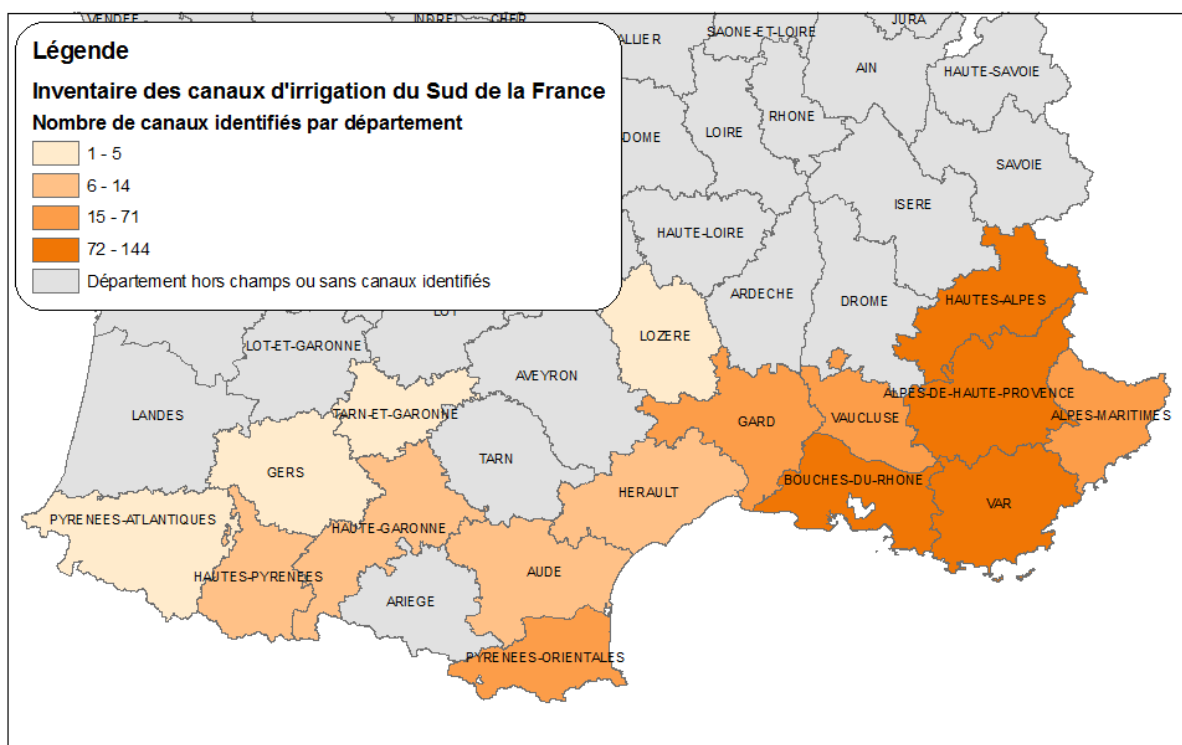 VENDEE
INDRE
CHER
JURA
Légende
ALLIER
SAONE-ET-LOIRE
AIN
HAUTE-SAVOIE
Inventaire des canaux d'irrigation du Sud de la France
Nombre de canaux identifiés par département
RHONE
DOME
LOIRE
1 - 5
SAVOIE
6 - 14
ISERE
15 - 71
HAUTE-LOIRE
72 - 144
Département hors champs ou sans canaux identifiés
ARDECHE
DROME
HAUTES-ALPES
LOT
LOT-ET-GARONNE
LOZERE
AVEYRON
ALPES-DE-HAUTE-PROVENCE
LANDES
TARN-ET-GARONNE
GARD
VAUCLUSE
ALPES-MARITIMES
TARN
GERS
BOUCHES-DU-RHONE
HERAULT
VAR
PYRENEES-ATLANTIQUES
HAUTE-GARONNE
HAUTES-PYRENEES
AUDE
ARIEGE
PYRENEES-ORIENTALES